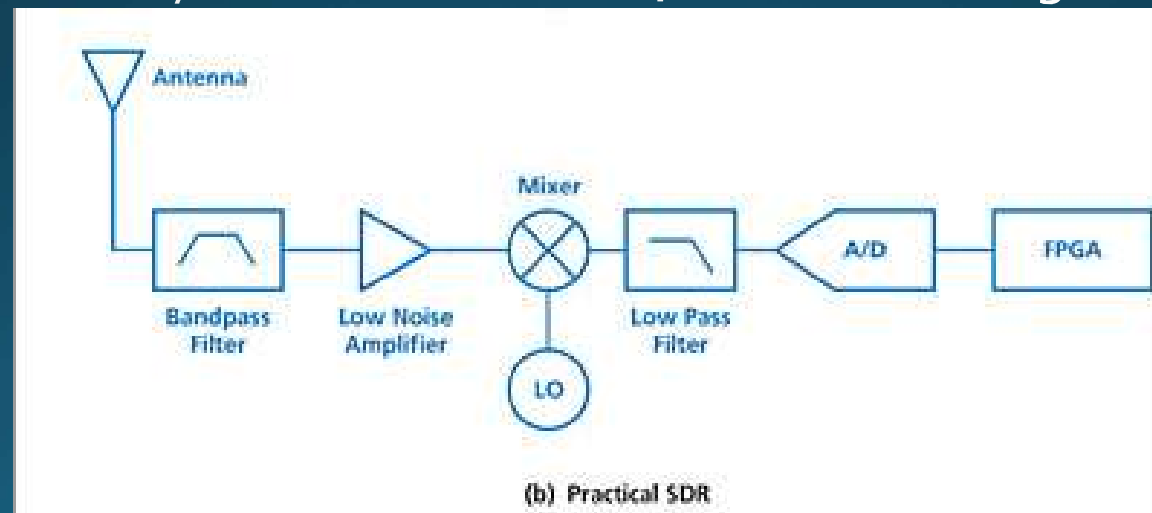 Antenna
Mixer
A/D
FPGA
Bandpass
Filter
Low Noise
Amplifier
Low Pass
Filter
LO
(b) Practical SDR